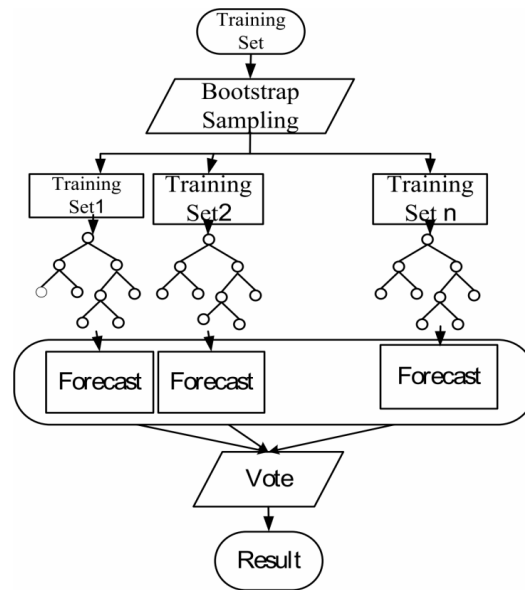 Training
Set
Bootstrap
Sampling
Training
Set1
Training
Set2
Training
Set n
Forecast
Forecast
Forecast
Vote
Result